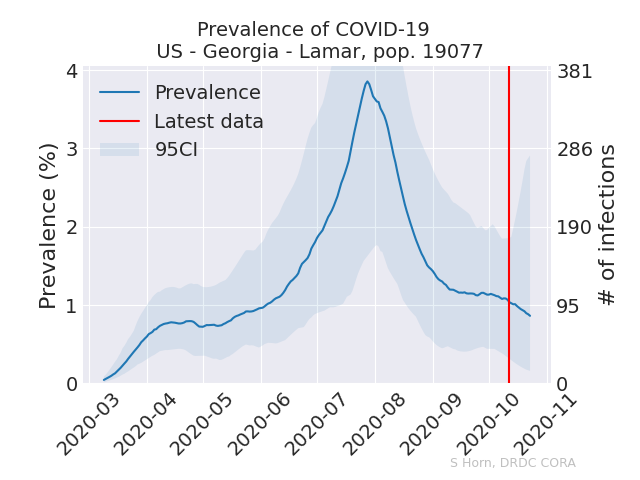 Prevalence of COVID-19
US - Georgia - Lamar, pop. 19077
Prevalence (%)
4
3
2
1
0
Prevalence
Latest data
95CI
381
286
190
95
0
# of infections
2020-03
2020-04
2020-05
2020-06
2020-07
2020-08
2020-09
2020-10
2020-11
S Horn, DRDC CORA